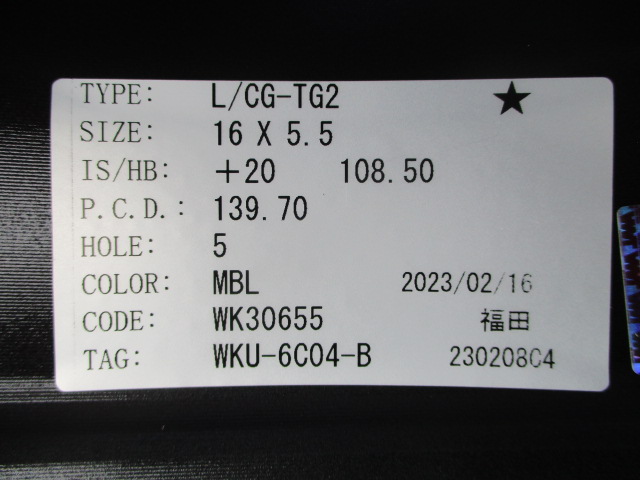 TYPE: L/CG-TG2 ★
SIZE: 16 X 5.5
IS/HB: +20 108.50
P.C.D.: 139.70
HOLE: 5
COLOR: MBL 2023/02/16
CODE: WK30655 福田
TAG: WKU-6C04-B 230208C4